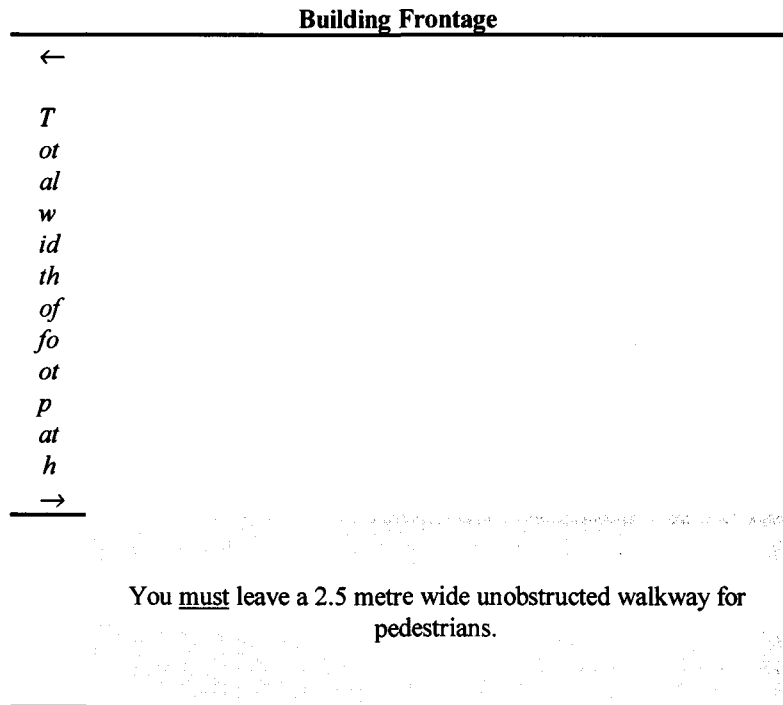 Building Frontage
←
T
ot
al
w
id
th
of
fo
ot
p
at
h
→
You must leave a 2.5 metre wide unobstructed walkway for
pedestrians.